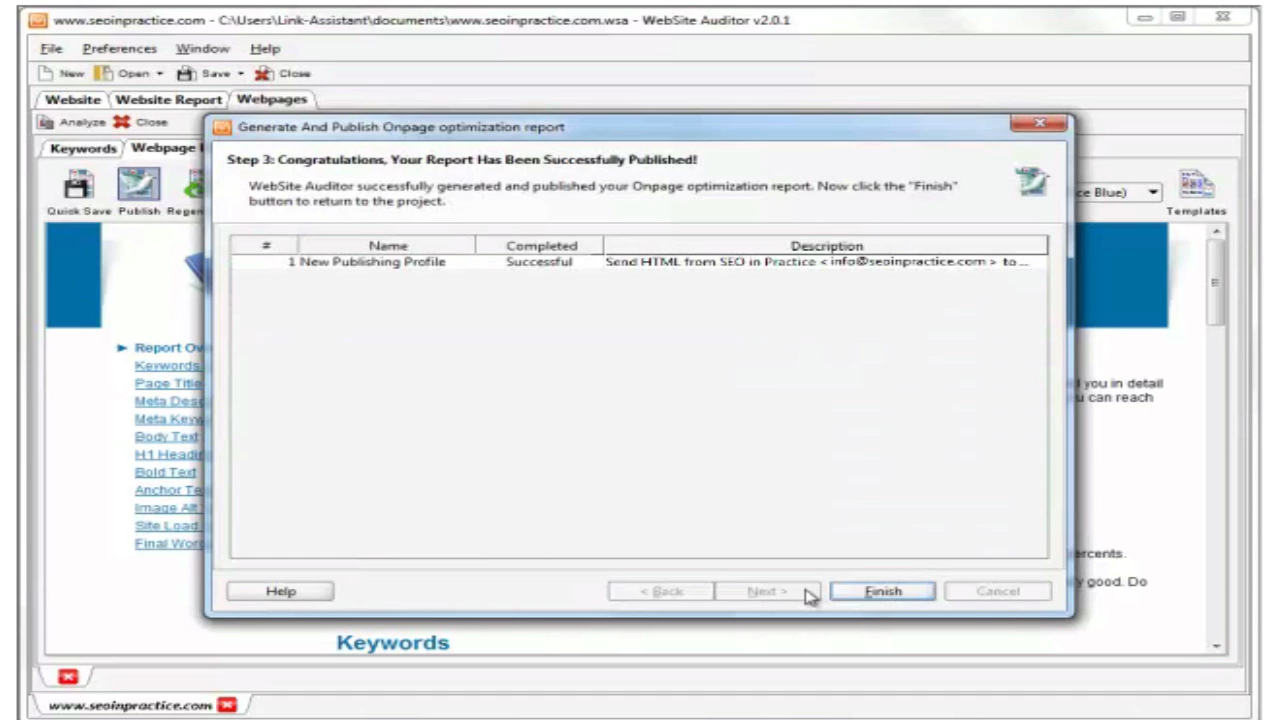 www.seoinpractice.com - C:\Users\Link-Assistant\documents\www.seoinpractice.com.wsa - WebSite Auditor v2.0.1
File Preferences Window Help
New Open Save Close
Website Website Report Webpages
Analyze Close
Generate And Publish Onpage optimization report
Keywords Webpage
Step 3: Congratulations, Your Report Has Been Successfully Published!
WebSite Auditor successfully generated and published your Onpage optimization report. Now click the "Finish"
button to return to the project.
ce Blue)
Quick Save Publish Regen
Templates
# Name Completed Description
1 New Publishing Profile Successful Send HTML from SEO in Practice < info@seoinpractice.com > to ...
Report Ov
Keywords
Page Title
Meta Desc
Meta Keyw
Body Text
H1 Headin
Bold Text
Anchor Te
Image Alt
Site Load
Final Word
you in detail
u can reach
ercents.
y good. Do
Help < Back Next > Finish Cancel
Keywords
www.seoinpractice.com